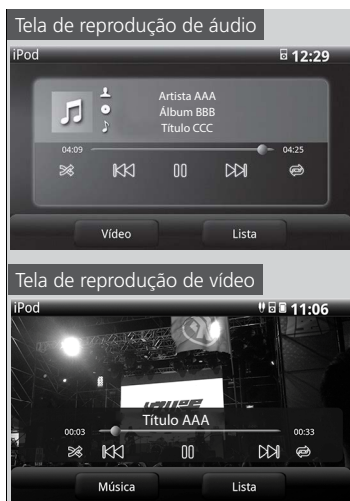 Tela de reprodução de áudio
iPod 12:29
Artista AAA
Álbum BBB
Título CCC
04:09 04:25
Vídeo Lista
Tela de reprodução de vídeo
iPod 11:06
Título AAA
00:03 00:33
Música Lista